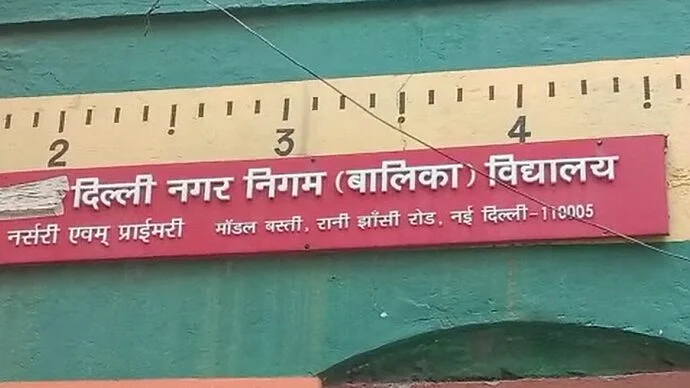 2 3 4
दिल्ली नगर निगम (बालिका) विद्यालय
नर्सरी एवम् प्राईमरी मॉडल बस्ती, रानी झाँसी रोड, नई दिल्ली-110005